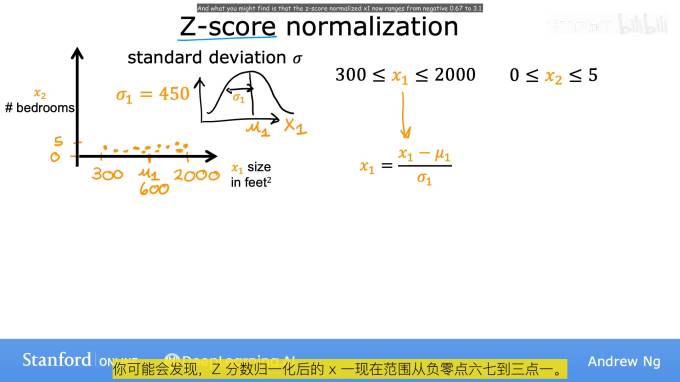 And what you might find is that the z-score normalized x1 now ranges from negative 0.67 to 3.1.
Z-score normalization
bilibili
standard deviation σ
300 ≤ x₁ ≤ 2000
0 ≤ x₂ ≤ 5
x₂
# bedrooms
σ₁ = 450
σ₁
μ₁
X₁
5
0
300
μ₁
600
2000
x₁ size
in feet²
x₁ = (x₁ − μ₁) / σ₁
Stanford ONLINE DeepLearning.AI
Andrew Ng
你可能会发现，Z 分数归一化后的 x 一现在范围从负零点六七到三点一。